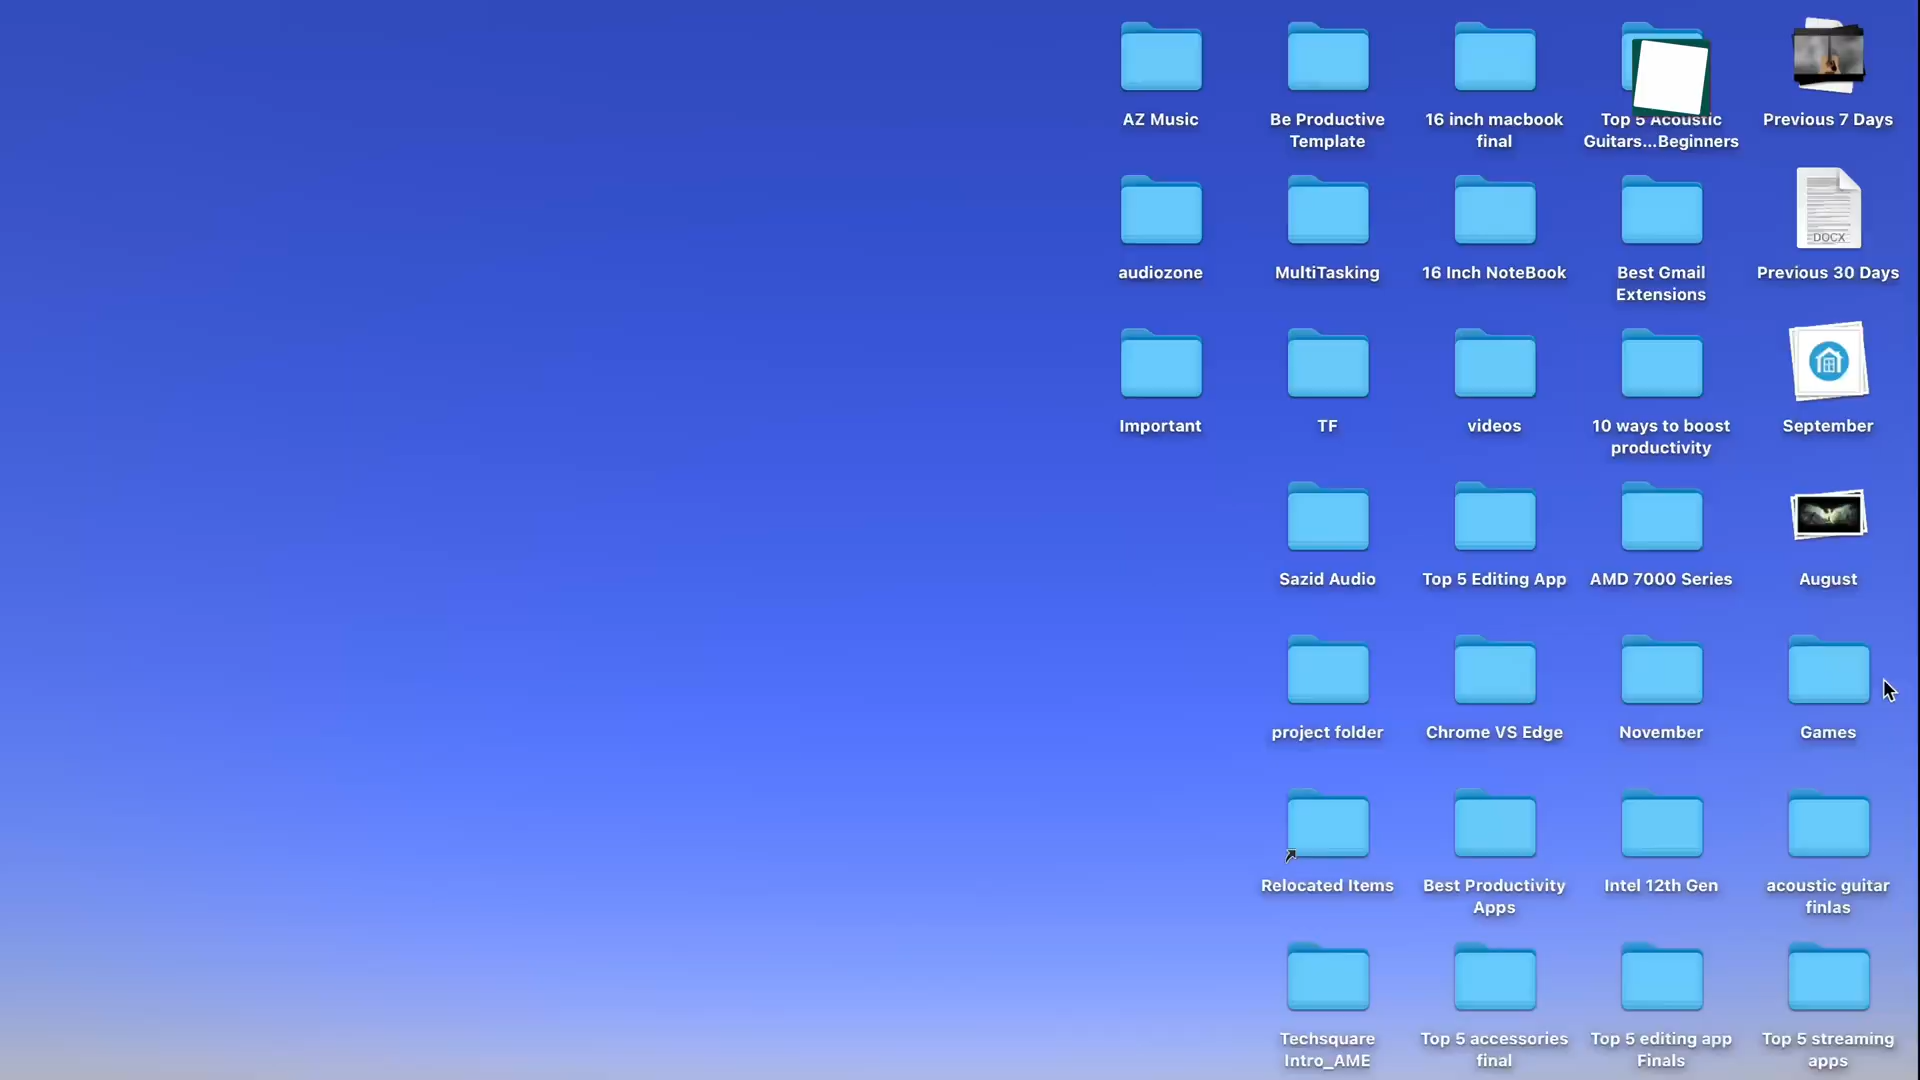 AZ Music
Be Productive
Template
16 inch macbook
final
Top 5 Acoustic
Guitars...Beginners
Previous 7 Days
audiozone
MultiTasking
16 Inch NoteBook
Best Gmail
Extensions
DOCX
Previous 30 Days
Important
TF
videos
10 ways to boost
productivity
September
Sazid Audio
Top 5 Editing App
AMD 7000 Series
August
project folder
Chrome VS Edge
November
Games
Relocated Items
Best Productivity
Apps
Intel 12th Gen
acoustic guitar
finlas
Techsquare
Intro_AME
Top 5 accessories
final
Top 5 editing app
Finals
Top 5 streaming
apps